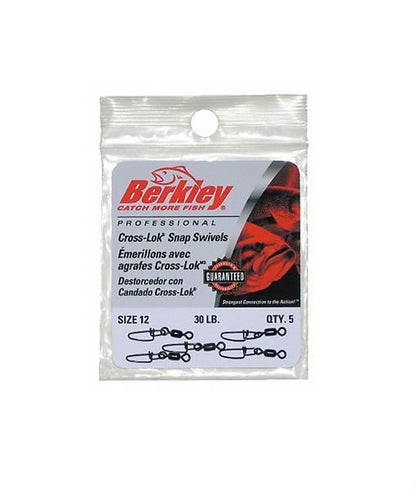 Berkley
CATCH MORE FISH®
PROFESSIONAL
Cross-Lok® Snap Swivels
Émerillons avec
agrafes Cross-Lok
Destorcedor con
Candado Cross-Lok®
GUARANTEED
Strongest Connection to the Action!
SIZE 12 30 LB. QTY. 5